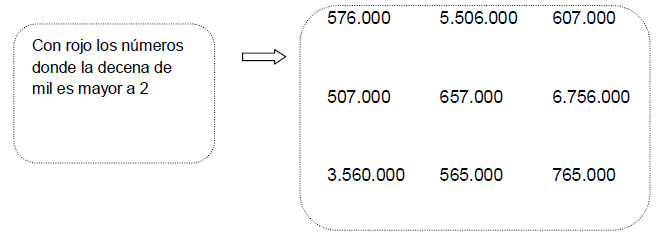 Con rojo los números
donde la decena de
mil es mayor a 2
576.000 5.506.000 607.000
507.000 657.000 6.756.000
3.560.000 565.000 765.000